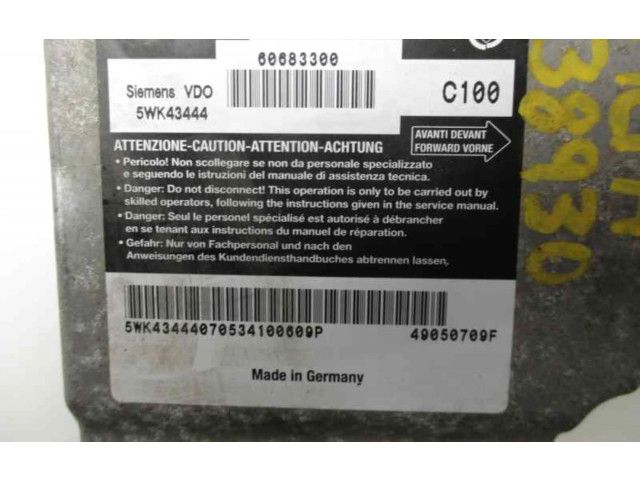 60683300
Siemens VDO
5WK43444
C100
ATTENZIONE-CAUTION-ATTENTION-ACHTUNG
AVANTI DEVANT
FORWARD VORNE
• Pericolo! Non scollegare se non da personale specializzato
e seguendo le istruzioni del manuale di assistenza tecnica.
• Danger: Do not disconnect! This operation is only to be carried out by
skilled operators, following the instructions given in the service manual.
• Danger: Seul le personel spécialisé est autorisé à débrancher
en se tenant aux instructions du manuel de réparation.
• Gefahr: Nur von Fachpersonal und nach den
Anweisungen des Kundendiensthandbuches abtrennen lassen,
5WK43444070534100609P
49050709F
Made in Germany
38930